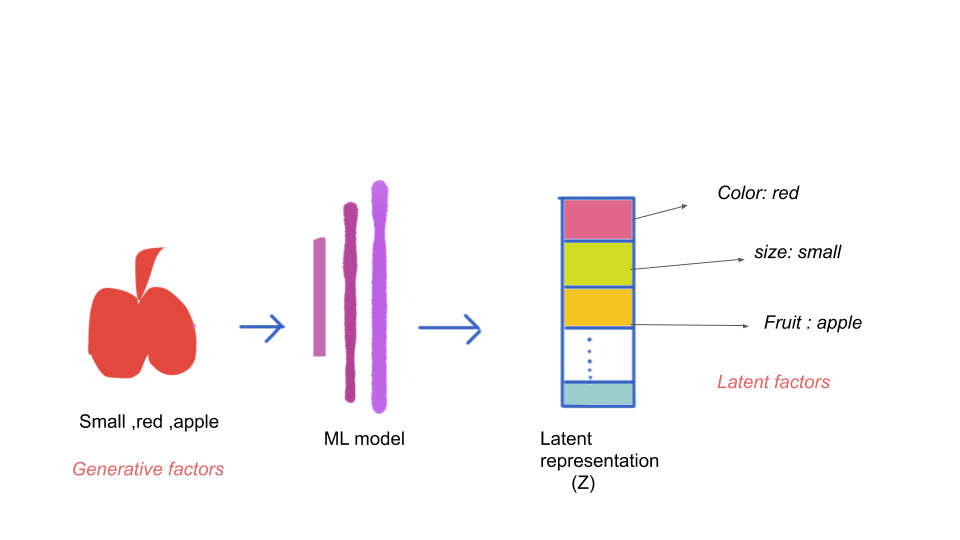 Color: red
size: small
Fruit : apple
Latent factors
Small ,red ,apple
Generative factors
ML model
Latent
representation
(Z)